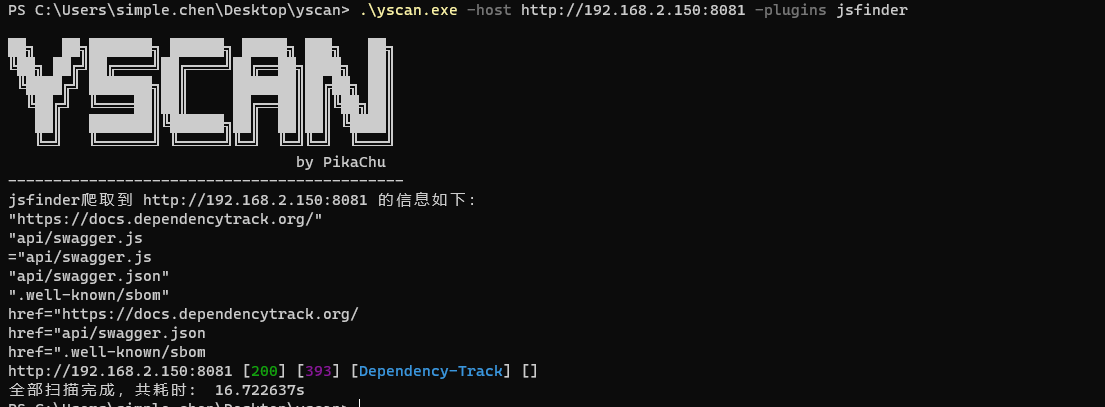 PS C:\Users\simple.chen\Desktop\yscan> .\yscan.exe -host http://192.168.2.150:8081 -plugins jsfinder
YSCAN
by PikaChu
--------------------------------------------
jsfinder爬取到 http://192.168.2.150:8081 的信息如下:
"https://docs.dependencytrack.org/"
"api/swagger.js
="api/swagger.js
"api/swagger.json"
".well-known/sbom"
href="https://docs.dependencytrack.org/
href="api/swagger.json
href=".well-known/sbom
http://192.168.2.150:8081 [200] [393] [Dependency-Track] []
全部扫描完成，共耗时: 16.722637s
PS C:\Users\simple.chen\Desktop\yscan>